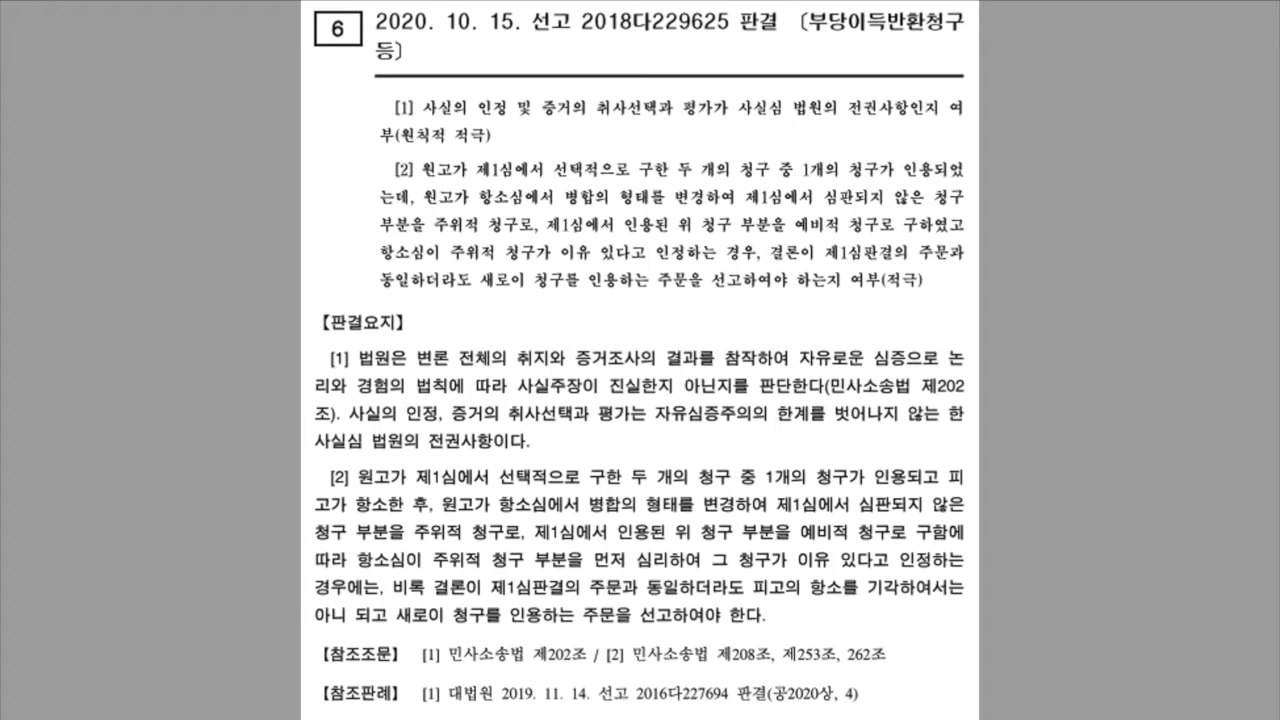 6
2020. 10. 15. 선고 2018다229625 판결 〔부당이득반환청구
등〕
[1] 사실의 인정 및 증거의 취사선택과 평가가 사실심 법원의 전권사항인지 여
부(원칙적 적극)
[2] 원고가 제1심에서 선택적으로 구한 두 개의 청구 중 1개의 청구가 인용되었
는데, 원고가 항소심에서 병합의 형태를 변경하여 제1심에서 심판되지 않은 청구
부분을 주위적 청구로, 제1심에서 인용된 위 청구 부분을 예비적 청구로 구하였고
항소심이 주위적 청구가 이유 있다고 인정하는 경우, 결론이 제1심판결의 주문과
동일하더라도 새로이 청구를 인용하는 주문을 선고하여야 하는지 여부(적극)
【판결요지】
[1] 법원은 변론 전체의 취지와 증거조사의 결과를 참작하여 자유로운 심증으로 논
리와 경험의 법칙에 따라 사실주장이 진실한지 아닌지를 판단한다(민사소송법 제202
조). 사실의 인정, 증거의 취사선택과 평가는 자유심증주의의 한계를 벗어나지 않는 한
사실심 법원의 전권사항이다.
[2] 원고가 제1심에서 선택적으로 구한 두 개의 청구 중 1개의 청구가 인용되고 피
고가 항소한 후, 원고가 항소심에서 병합의 형태를 변경하여 제1심에서 심판되지 않은
청구 부분을 주위적 청구로, 제1심에서 인용된 위 청구 부분을 예비적 청구로 구함에
따라 항소심이 주위적 청구 부분을 먼저 심리하여 그 청구가 이유 있다고 인정하는
경우에는, 비록 결론이 제1심판결의 주문과 동일하더라도 피고의 항소를 기각하여서는
아니 되고 새로이 청구를 인용하는 주문을 선고하여야 한다.
【참조조문】 [1] 민사소송법 제202조 / [2] 민사소송법 제208조, 제253조, 262조
【참조판례】 [1] 대법원 2019. 11. 14. 선고 2016다227694 판결(공2020상, 4)